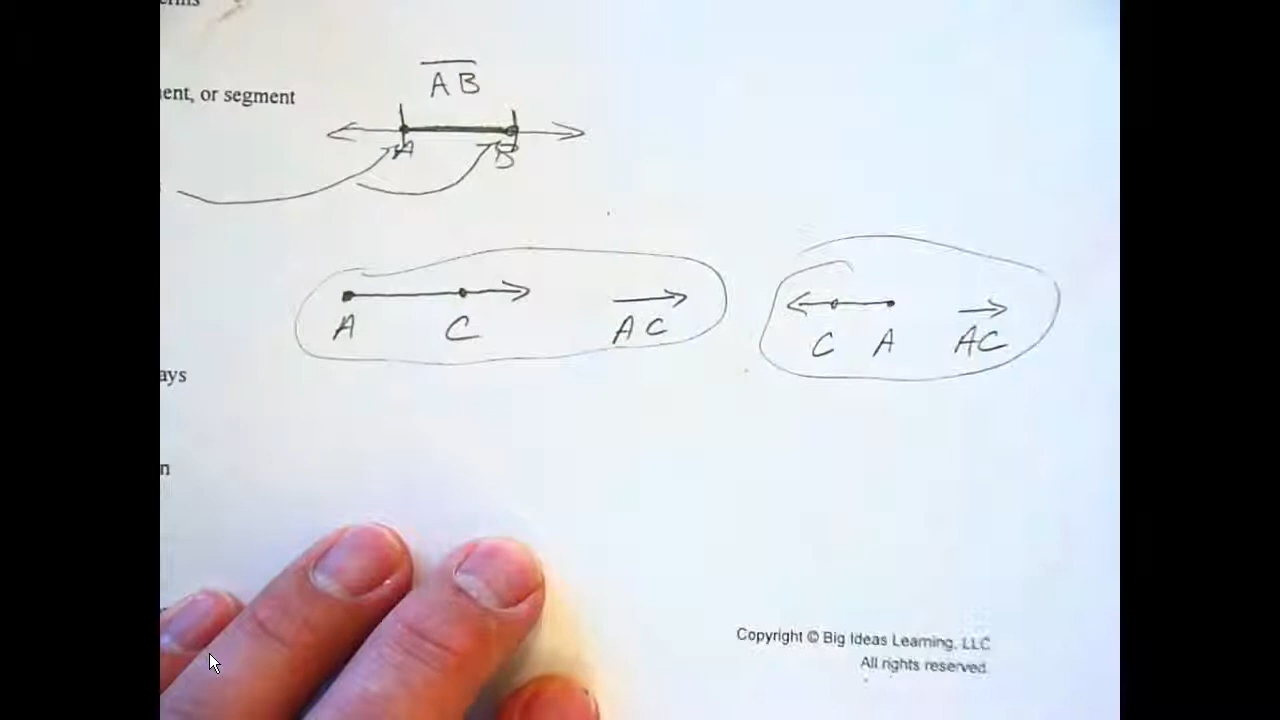 ent, or segment
AB
A B
A C AC
C A AC
ays
n
Copyright © Big Ideas Learning, LLC
All rights reserved.